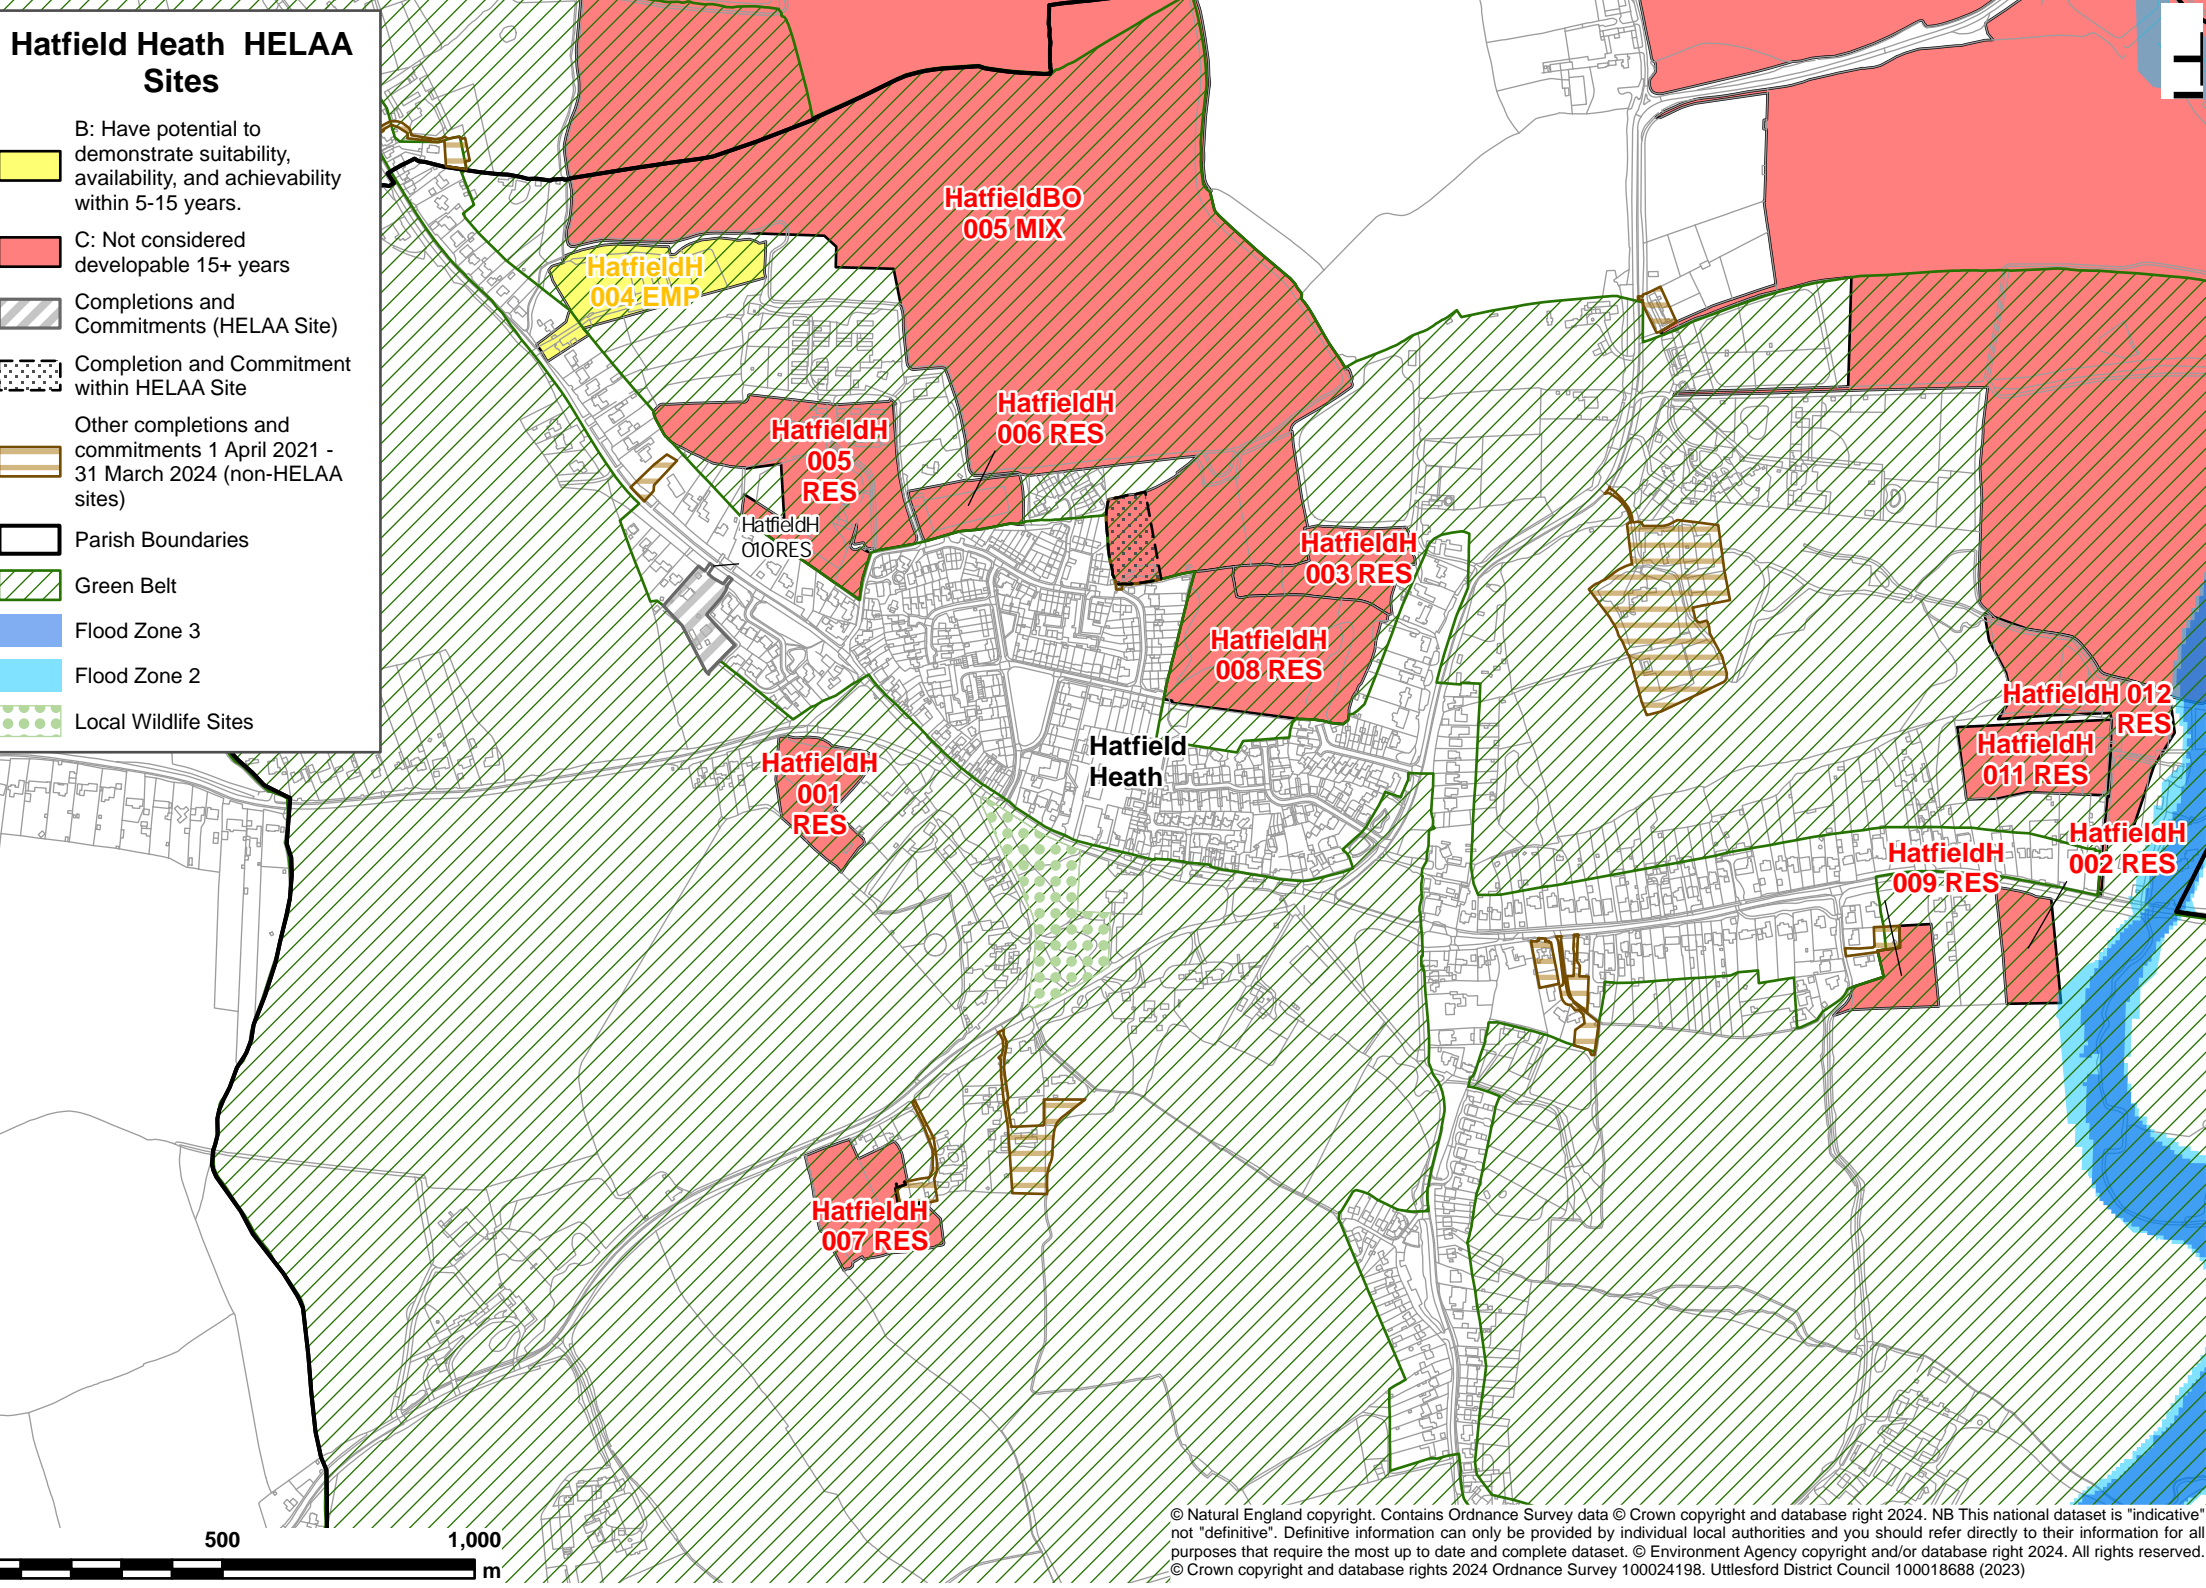 Hatfield Heath HELAA
Sites
B: Have potential to
demonstrate suitability,
availability, and achievability
within 5-15 years.
C: Not considered
developable 15+ years
Completions and
Commitments (HELAA Site)
Completion and Commitment
within HELAA Site
Other completions and
commitments 1 April 2021 -
31 March 2024 (non-HELAA
sites)
Parish Boundaries
Green Belt
Flood Zone 3
Flood Zone 2
Local Wildlife Sites
HatfieldBO
005 MIX
HatfieldH
004 EMP
HatfieldH
006 RES
HatfieldH
005
RES
HatfieldH
010RES
HatfieldH
003 RES
HatfieldH
008 RES
HatfieldH 012
RES
HatfieldH
011 RES
Hatfield
Heath
HatfieldH
001
RES
HatfieldH
002 RES
HatfieldH
009 RES
HatfieldH
007 RES
500
1,000
m
© Natural England copyright. Contains Ordnance Survey data © Crown copyright and database right 2024. NB This national dataset is "indicative"
not "definitive". Definitive information can only be provided by individual local authorities and you should refer directly to their information for all
purposes that require the most up to date and complete dataset. © Environment Agency copyright and/or database right 2024. All rights reserved.
© Crown copyright and database rights 2024 Ordnance Survey 100024198. Uttlesford District Council 100018688 (2023)